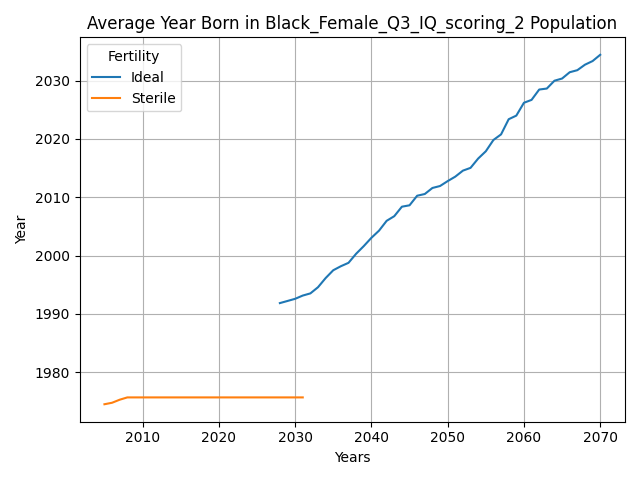 Average Year Born in Black_Female_Q3_IQ_scoring_2 Population
Fertility
Ideal
Sterile
Year
2030
2020
2010
2000
1990
1980
2010 2020 2030 2040 2050 2060 2070
Years